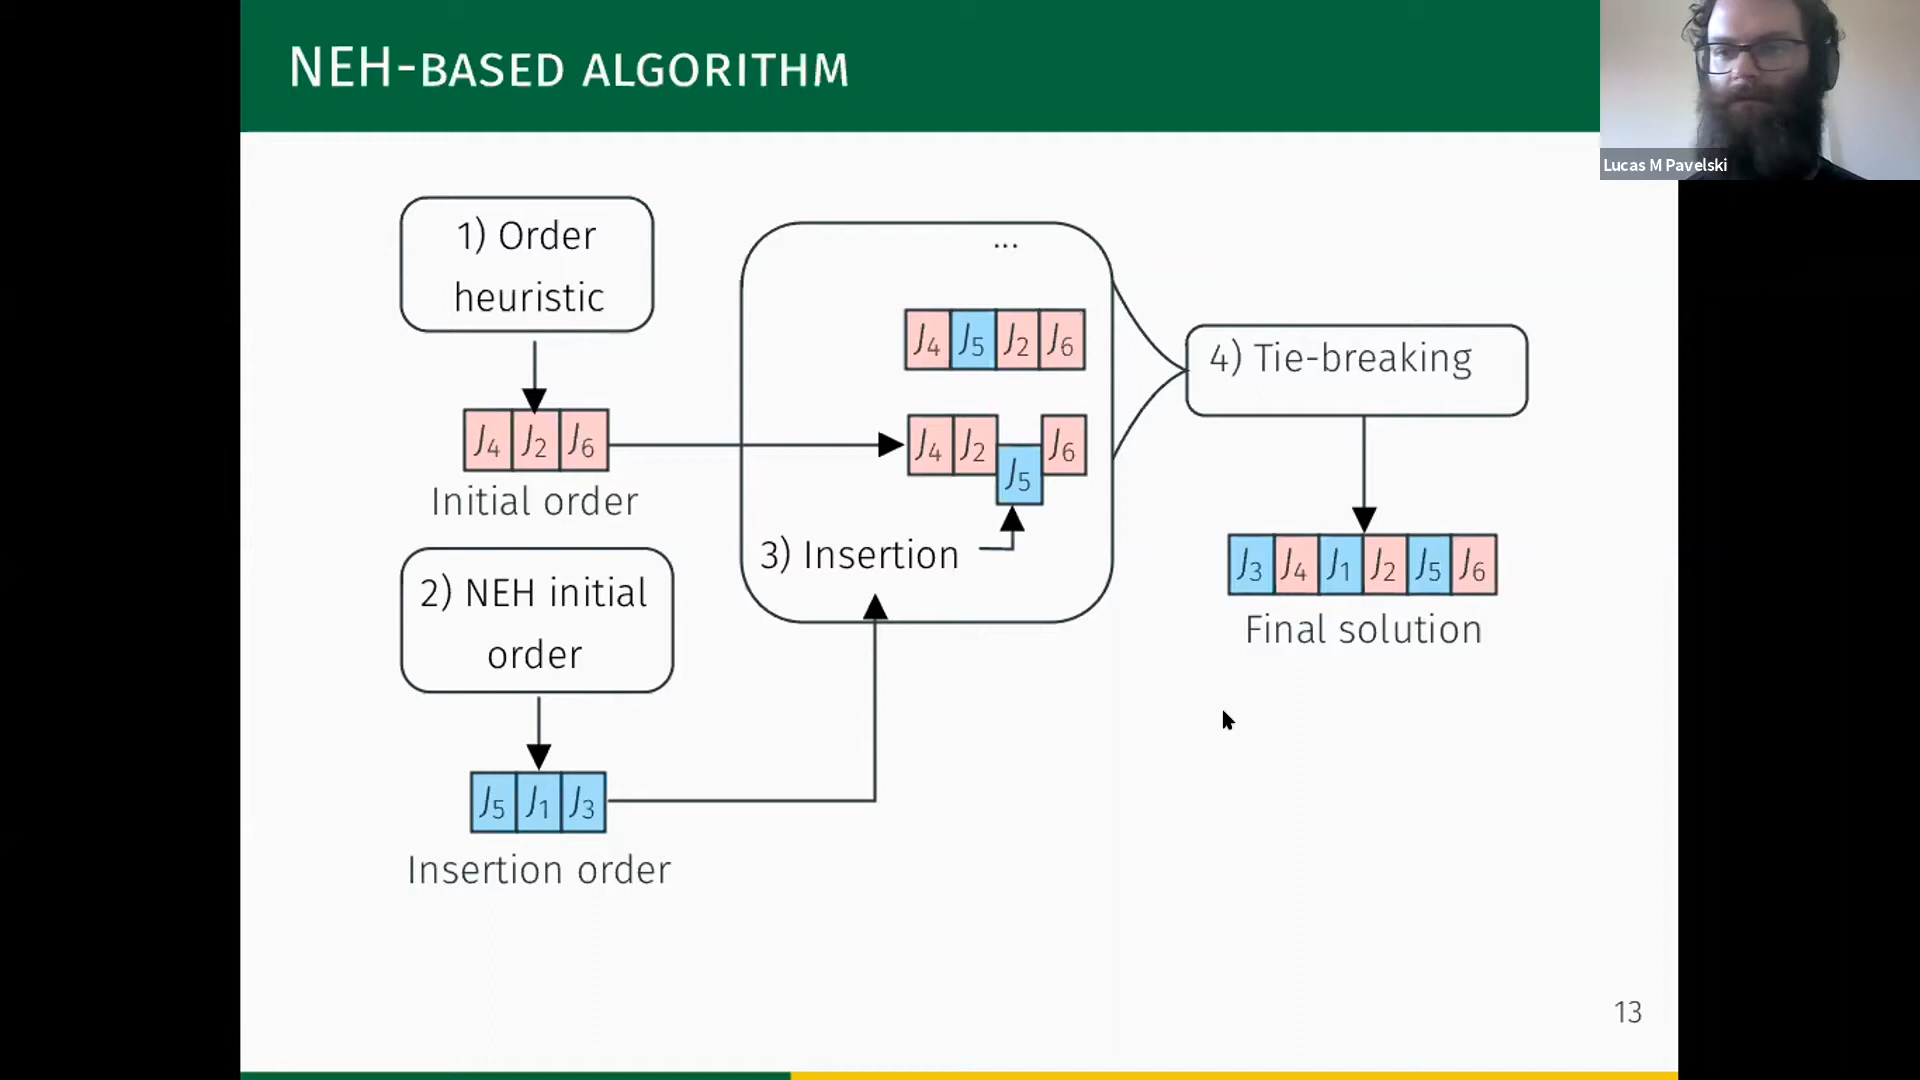 NEH-BASED ALGORITHM
Lucas M Pavelski
1) Order
heuristic
J4 J2 J6
Initial order
2) NEH initial
order
J5 J1 J3
Insertion order
...
J4 J5 J2 J6
J4 J2 J5 J6
3) Insertion
4) Tie-breaking
J3 J4 J1 J2 J5 J6
Final solution
13